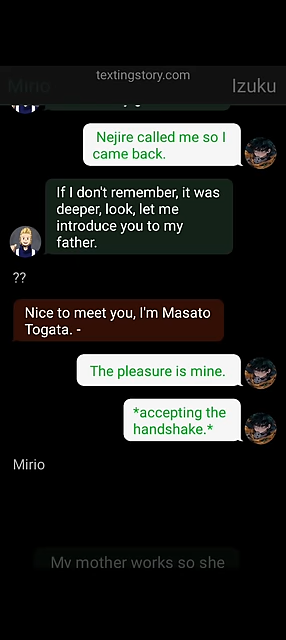 textingstory.com
Mirio
Izuku
Nejire called me so I
came back.
If I don't remember, it was
deeper, look, let me
introduce you to my
father.
??
Nice to meet you, I'm Masato
Togata. -
The pleasure is mine.
*accepting the
handshake.*
Mirio
My mother works so she